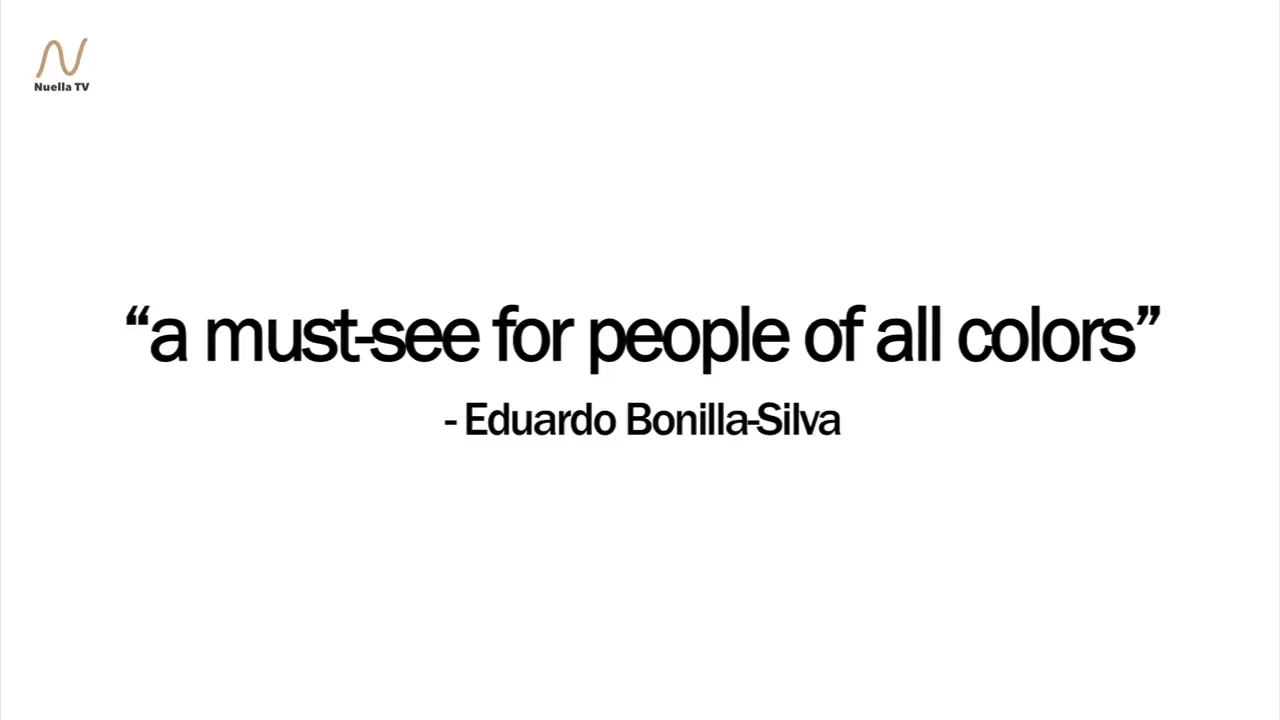 Nuella TV
“a must-see for people of all colors”
- Eduardo Bonilla-Silva